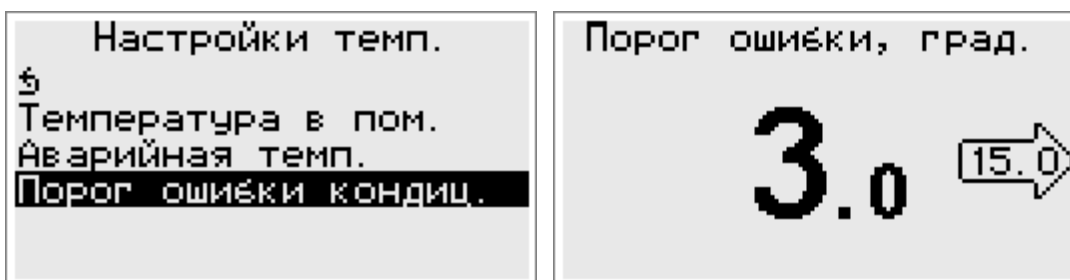 Настройки темп.
Температура в пом.
Аварийная темп.
Порог ошибки кондиц.
Порог ошибки, град.
3.0
15.0